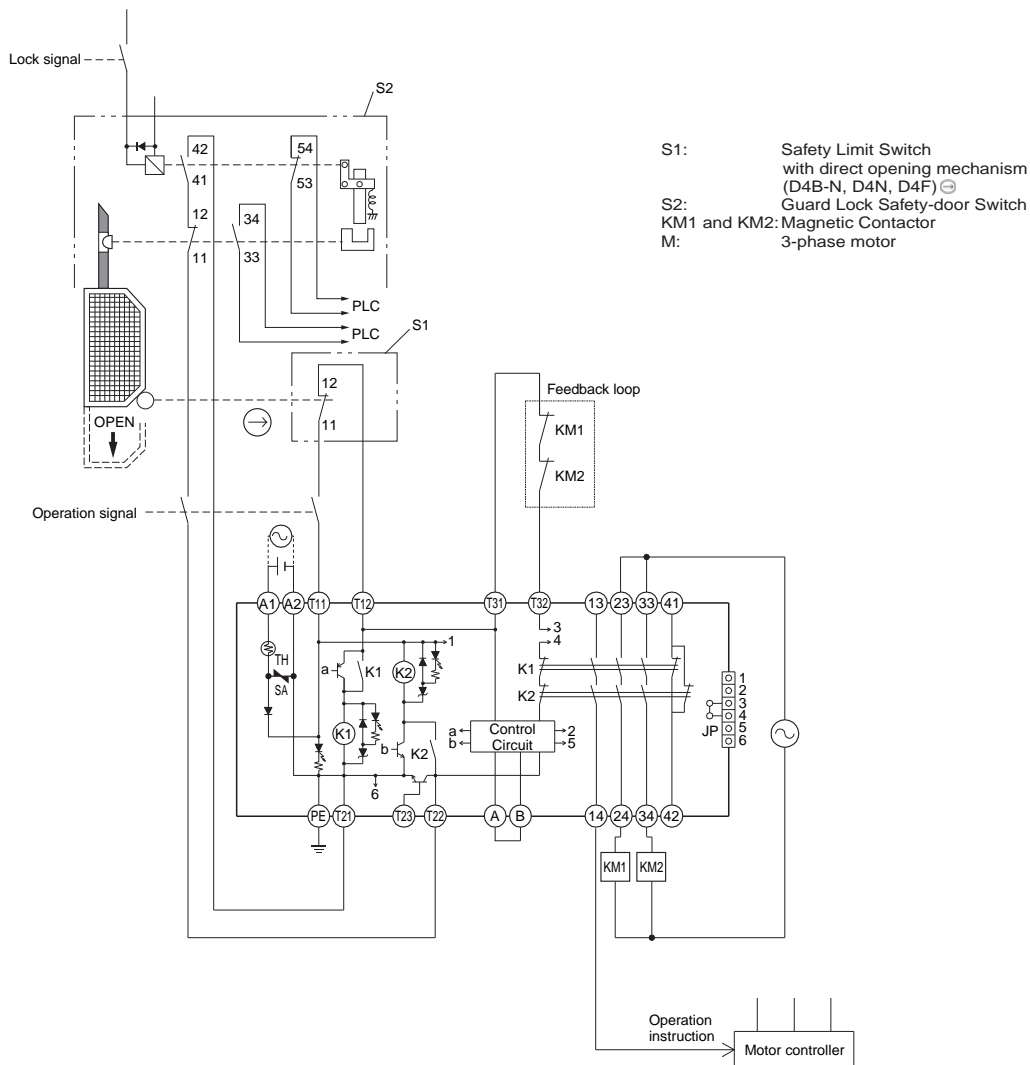 Lock signal
S2
42
54
41
53
12
34
11
33
PLC
PLC
S1
12
11
OPEN
Operation signal
S1: Safety Limit Switch
with direct opening mechanism
(D4B-N, D4N, D4F)
S2: Guard Lock Safety-door Switch
KM1 and KM2: Magnetic Contactor
M: 3-phase motor
Feedback loop
KM1
KM2
A1 A2 T11 T12 T31 T32 13 23 33 41
3
4
1
TH
SA
a
K1
K2
K1
K2
K1
b
K2
a
b
Control
Circuit
2
5
6
1
2
3
4
5
6
JP
PE T21 T23 T22 A B 14 24 34 42
KM1 KM2
Operation
instruction
Motor controller